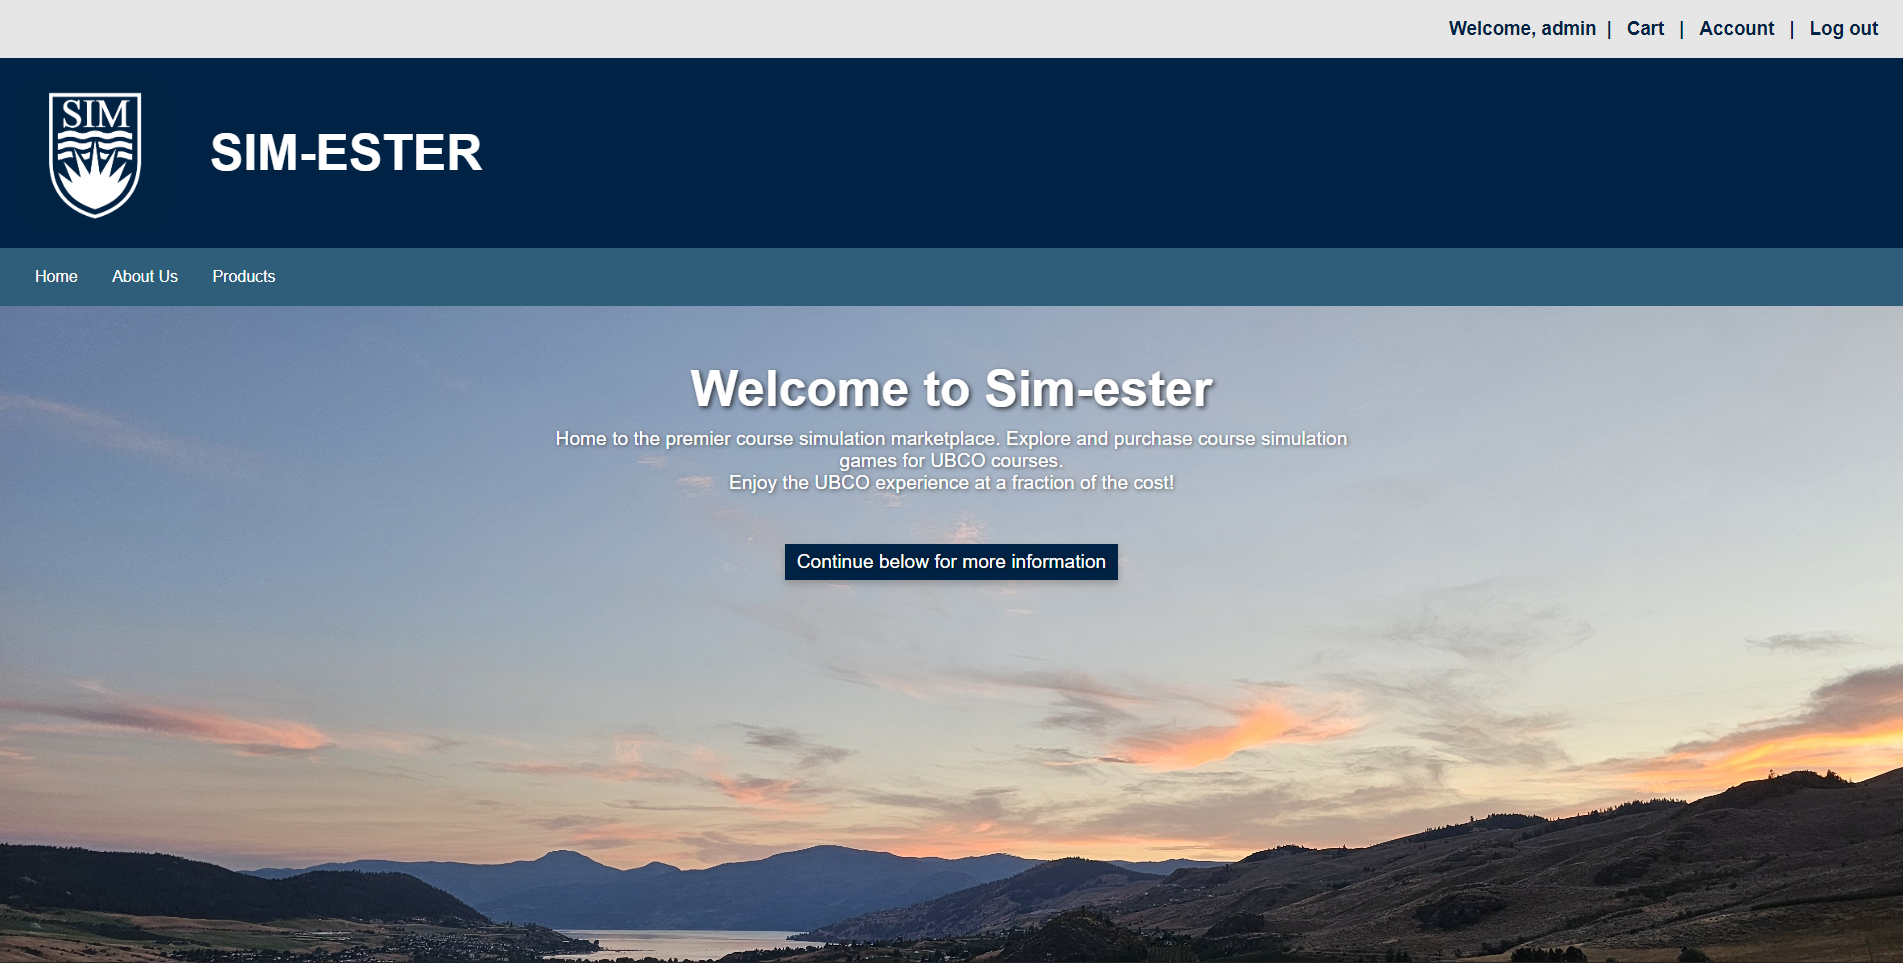 Welcome, admin | Cart | Account | Log out
SIM
SIM-ESTER
Home About Us Products
Welcome to Sim-ester
Home to the premier course simulation marketplace. Explore and purchase course simulation
games for UBCO courses.
Enjoy the UBCO experience at a fraction of the cost!
Continue below for more information